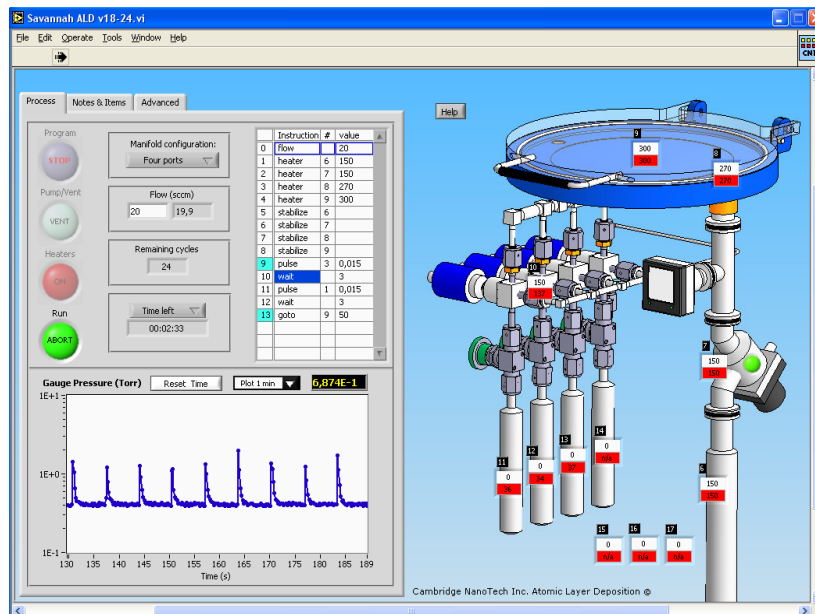 Savannah ALD v18-24.vi
File Edit Operate Tools Window Help
Process Notes & Items Advanced
Help
Program
STOP
Pump/Vent
VENT
Heaters
ON
Run
ABORT
Manifold configuration:
Four ports
Flow (sccm)
20 19,9
Remaining cycles
24
Time left
00:02:33
Instruction # value
0 flow 20
1 heater 6 150
2 heater 7 150
3 heater 8 270
4 heater 9 300
5 stabilize 6
6 stabilize 7
7 stabilize 8
8 stabilize 9
9 pulse 3 0,015
10 wait 3
11 pulse 1 0,015
12 wait 3
13 goto 9 50
Gauge Pressure (Torr) Reset Time Plot 1 min 6,874E-1
1E+1
1E+0
1E-1
130 135 140 145 150 155 160 165 170 175 180 185 189
Time (s)
9
300
300
8
270
270
10
150
137
7
150
150
6
150
150
11
0
36
12
0
34
13
0
37
14
0
n/a
15 16 17
0 0 0
n/a n/a n/a
Cambridge NanoTech Inc. Atomic Layer Deposition ©